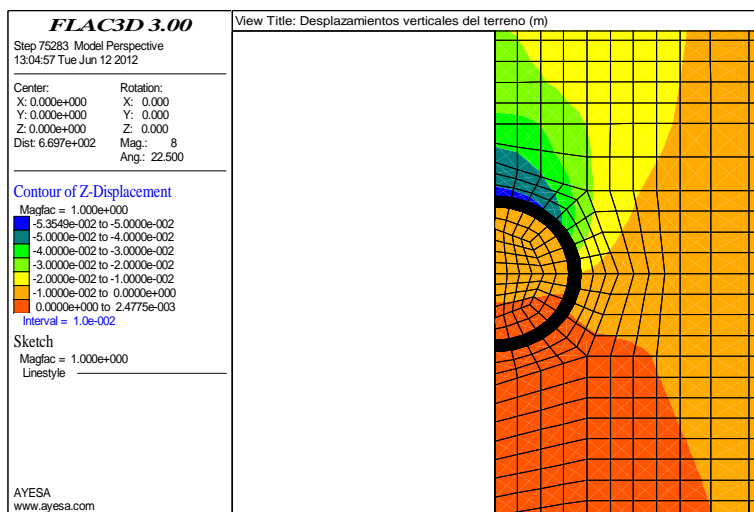 FLAC3D 3.00
Step 75283 Model Perspective
13:04:57 Tue Jun 12 2012
Center:
X: 0.000e+000
Y: 0.000e+000
Z: 0.000e+000
Dist: 6.697e+002
Rotation:
X: 0.000
Y: 0.000
Z: 0.000
Mag.: 8
Ang.: 22.500
Contour of Z-Displacement
Magfac = 1.000e+000
-5.3549e-002 to -5.0000e-002
-5.0000e-002 to -4.0000e-002
-4.0000e-002 to -3.0000e-002
-3.0000e-002 to -2.0000e-002
-2.0000e-002 to -1.0000e-002
-1.0000e-002 to 0.0000e+000
0.0000e+000 to 2.4775e-003
Interval = 1.0e-002
Sketch
Magfac = 1.000e+000
Linestyle
AYESA
www.ayesa.com
View Title: Desplazamientos verticales del terreno (m)